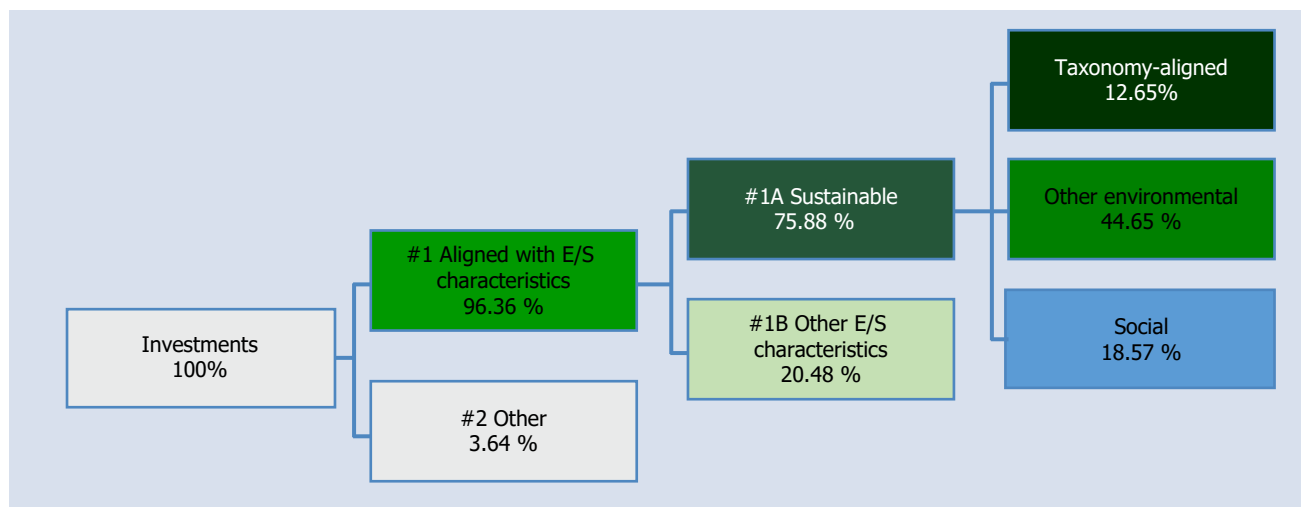 Taxonomy-aligned
12.65%
#1A Sustainable
75.88 %
Other environmental
44.65 %
#1 Aligned with E/S
characteristics
96.36 %
#1B Other E/S
characteristics
20.48 %
Social
18.57 %
Investments
100%
#2 Other
3.64 %